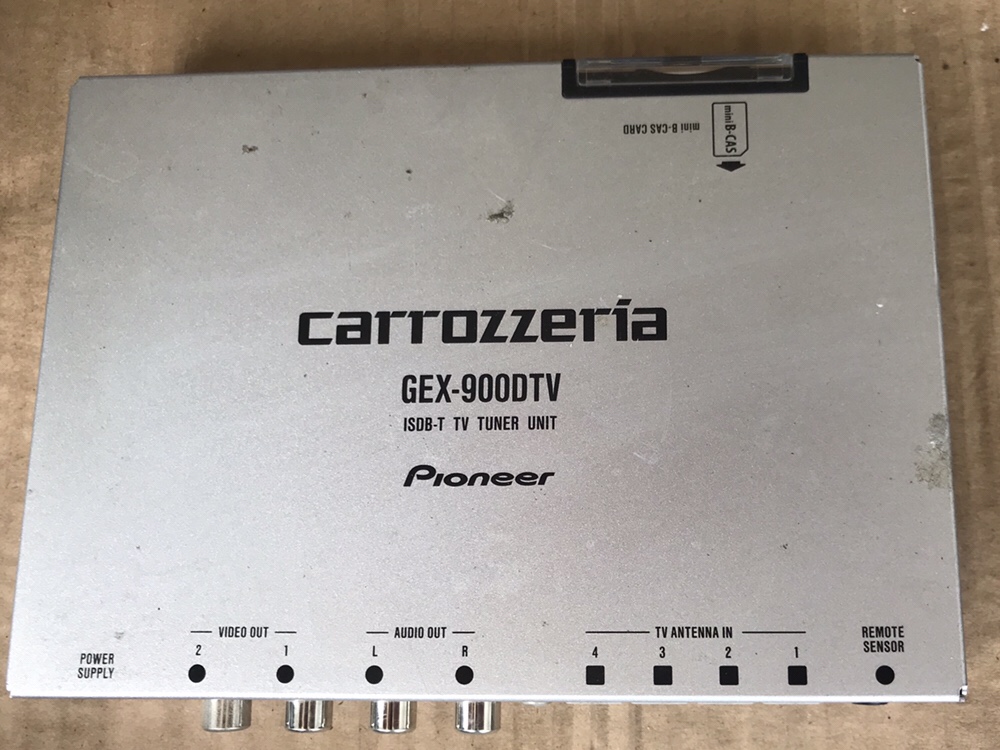 mini B-CAS CARD
mini B-CAS
carrozzeria
GEX-900DTV
ISDB-T TV TUNER UNIT
Pioneer
POWER SUPPLY
VIDEO OUT
2 1
AUDIO OUT
L R
TV ANTENNA IN
4 3 2 1
REMOTE SENSOR